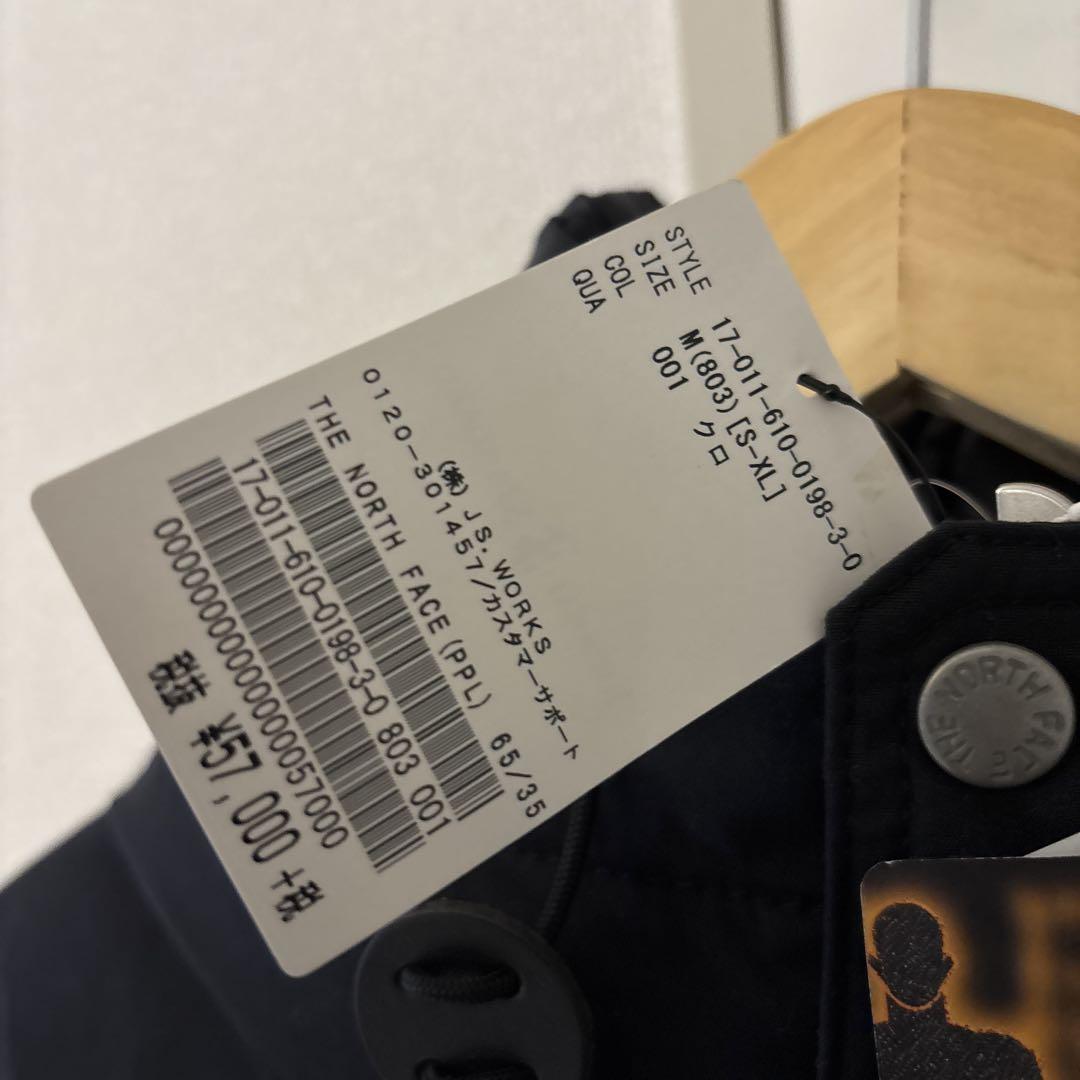 STYLE 17-011-610-0198-3-0
SIZE M(803)[S-XL]
COL 001 クロ
QUA
(株)JS.WORKS
0120-301457/カスタマーサポート
THE NORTH FACE(PPL) 65/35
17-011-610-0198-3-0 803 001
税抜 ¥57,000+税
THE NORTH FACE